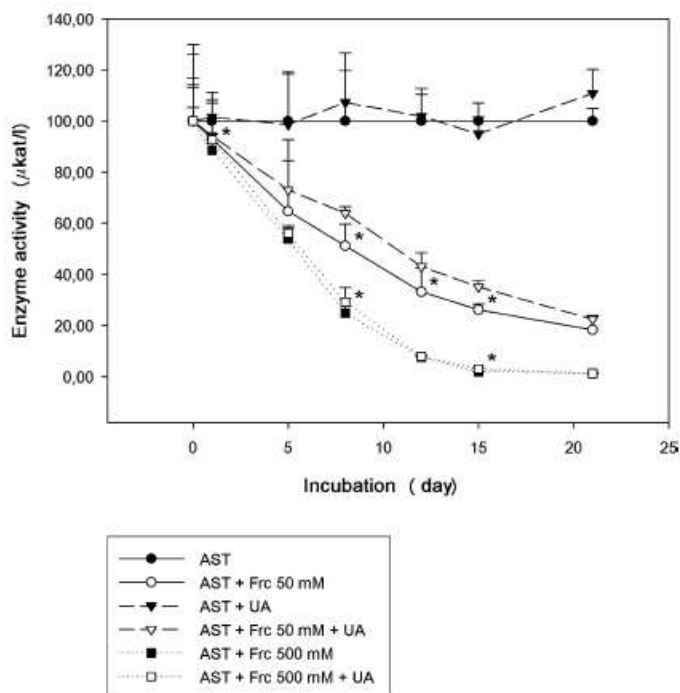 140,00
120,00
100,00
80,00
60,00
40,00
20,00
0,00
Enzyme activity (μkat/l)
*
*
*
*
*
*
0 5 10 15 20 25
Incubation ( day)
AST
AST + Frc 50 mM
AST + UA
AST + Frc 50 mM + UA
AST + Frc 500 mM
AST + Frc 500 mM + UA